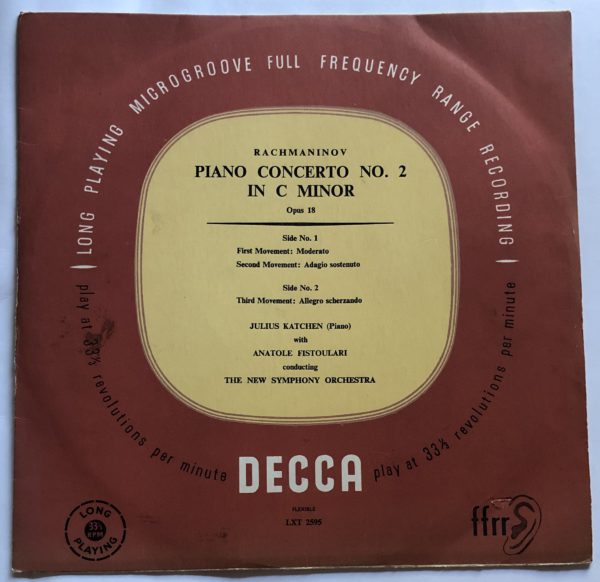 LONG PLAYING MICROGROOVE FULL FREQUENCY RANGE RECORDING
RACHMANINOV
PIANO CONCERTO NO. 2
IN C MINOR
Opus 18
Side No. 1
First Movement: Moderato
Second Movement: Adagio sostenuto
Side No. 2
Third Movement: Allegro scherzando
JULIUS KATCHEN (Piano)
with
ANATOLE FISTOULARI
conducting
THE NEW SYMPHONY ORCHESTRA
play at 33⅓ revolutions per minute
play at 33⅓ revolutions per minute
DECCA
FLEXIBLE
LXT 2595
LONG
33⅓
RPM
PLAYING
ffrr